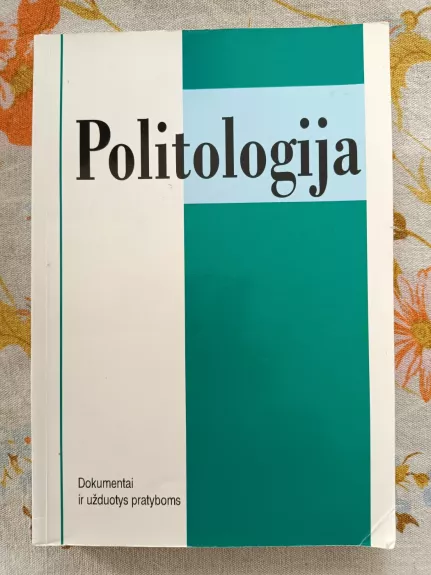 Politologija
Dokumentai
ir užduotys pratyboms